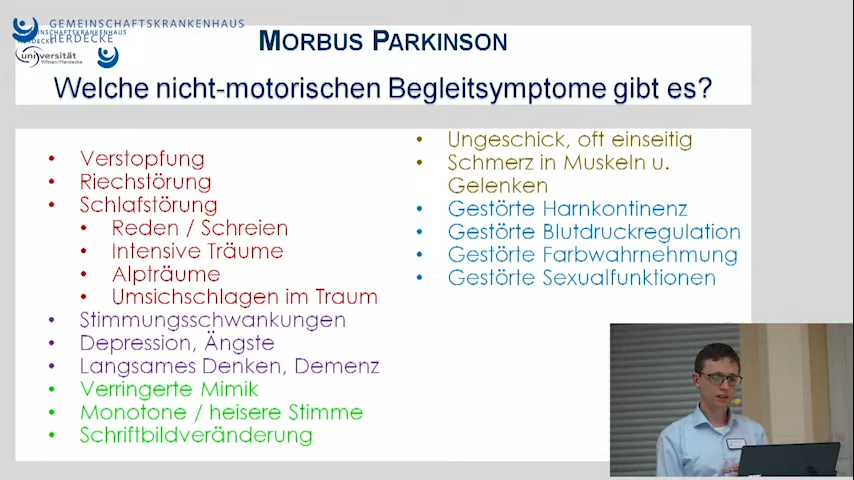 GEMEINSCHAFTSKRANKENHAUS
HERDECKE
GEMEINSCHAFTSKRANKENHAUS
HERDECKE
universität
Witten/Herdecke
MORBUS PARKINSON
Welche nicht-motorischen Begleitsymptome gibt es?
• Verstopfung
• Riechstörung
• Schlafstörung
• Reden / Schreien
• Intensive Träume
• Alpträume
• Umsichschlagen im Traum
• Stimmungsschwankungen
• Depression, Ängste
• Langsames Denken, Demenz
• Verringerte Mimik
• Monotone / heisere Stimme
• Schriftbildveränderung
• Ungeschick, oft einseitig
• Schmerz in Muskeln u.
Gelenken
• Gestörte Harnkontinenz
• Gestörte Blutdruckregulation
• Gestörte Farbwahrnehmung
• Gestörte Sexualfunktionen